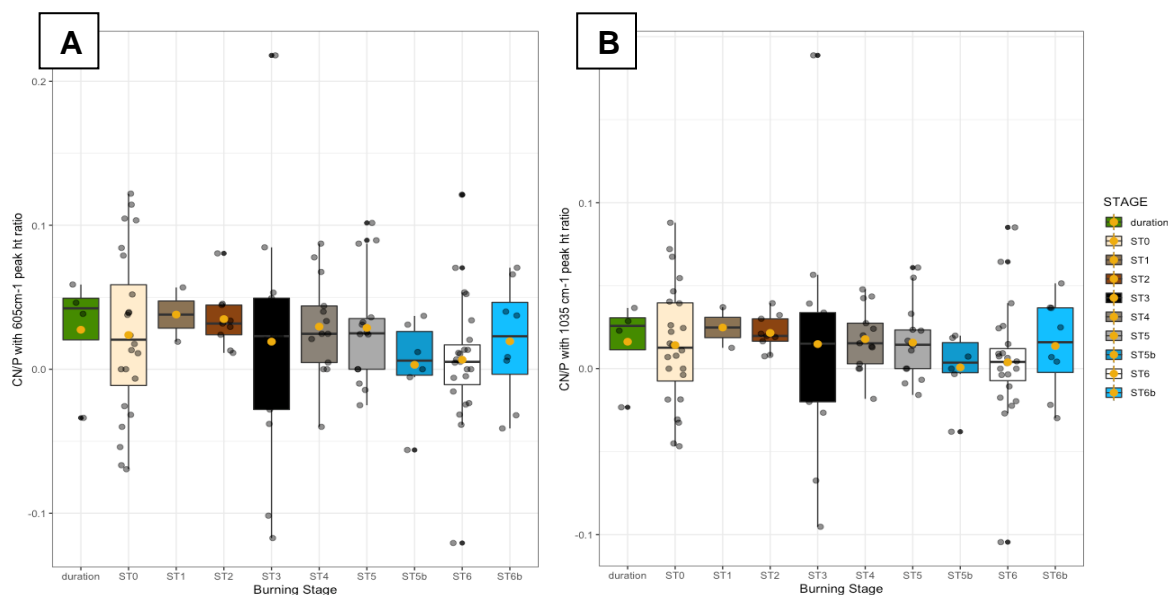 A
B
CN/P with 605cm-1 peak ht ratio
0.2
0.1
0.0
-0.1
duration ST0 ST1 ST2 ST3 ST4 ST5 ST5b ST6 ST6b
Burning Stage
CN/P with 1035 cm-1 peak ht ratio
0.1
0.0
-0.1
duration ST0 ST1 ST2 ST3 ST4 ST5 ST5b ST6 ST6b
Burning Stage
STAGE
duration
ST0
ST1
ST2
ST3
ST4
ST5
ST5b
ST6
ST6b